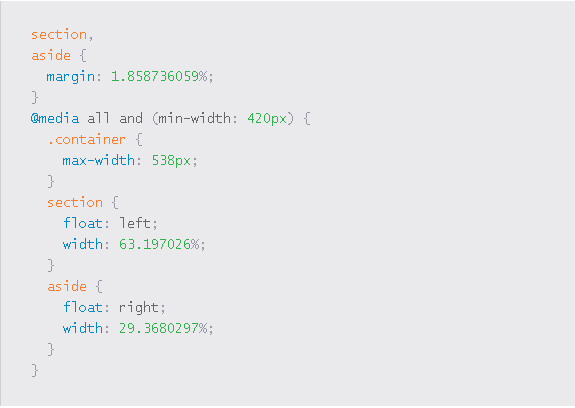 section,
aside {
  margin: 1.858736059%;
}
@media all and (min-width: 420px) {
  .container {
    max-width: 538px;
  }
  section {
    float: left;
    width: 63.197026%;
  }
  aside {
    float: right;
    width: 29.3680297%;
  }
}